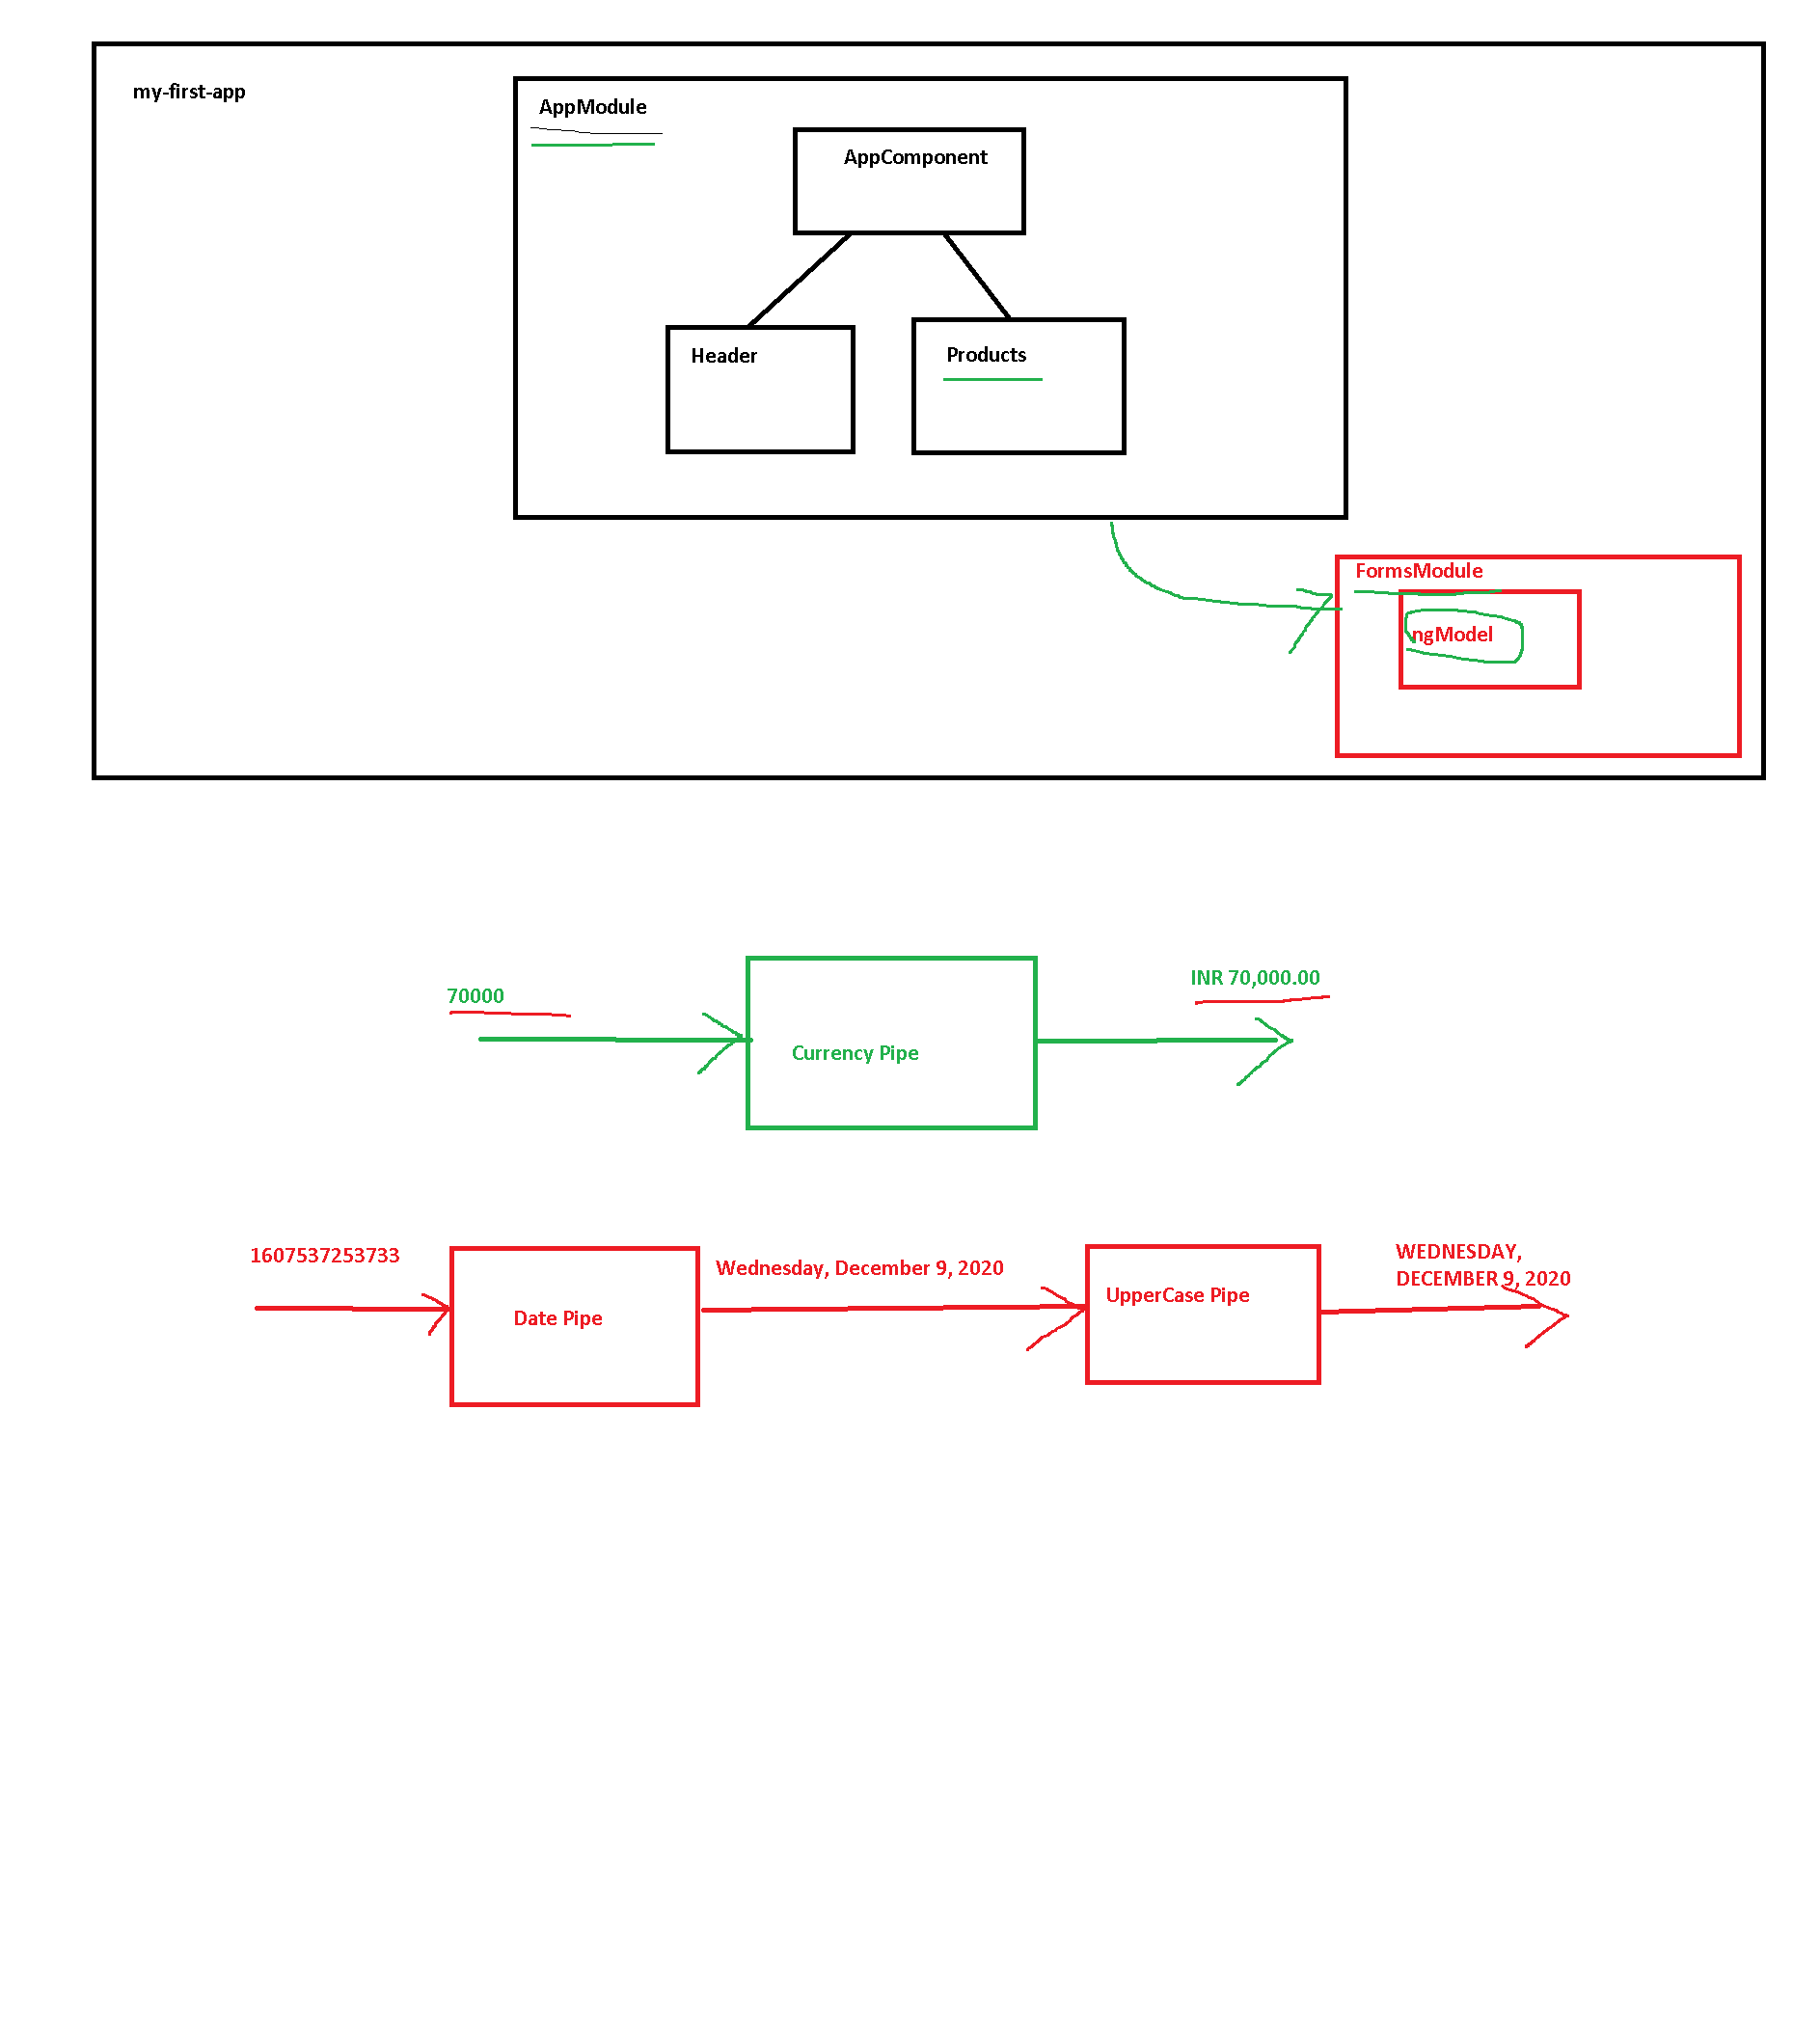 my-first-app
AppModule
AppComponent
Header
Products
FormsModule
ngModel
70000
Currency Pipe
INR 70,000.00
1607537253733
Date Pipe
Wednesday, December 9, 2020
UpperCase Pipe
WEDNESDAY,
DECEMBER 9, 2020